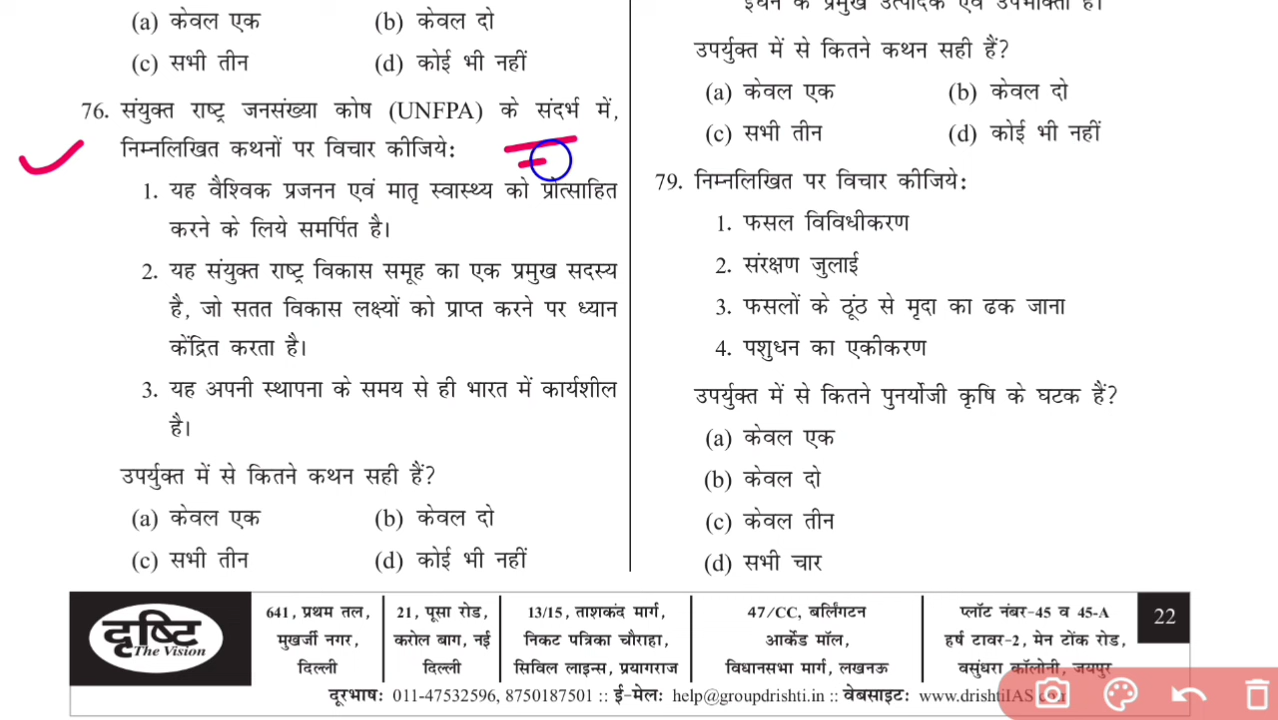 (a) केवल एक (b) केवल दो
(c) सभी तीन (d) कोई भी नहीं
76. संयुक्त राष्ट्र जनसंख्या कोष (UNFPA) के संदर्भ में,
निम्नलिखित कथनों पर विचार कीजिये:
1. यह वैश्विक प्रजनन एवं मातृ स्वास्थ्य को प्रोत्साहित
करने के लिये समर्पित है।
2. यह संयुक्त राष्ट्र विकास समूह का एक प्रमुख सदस्य
है, जो सतत विकास लक्ष्यों को प्राप्त करने पर ध्यान
केंद्रित करता है।
3. यह अपनी स्थापना के समय से ही भारत में कार्यशील
है।
उपर्युक्त में से कितने कथन सही हैं?
(a) केवल एक (b) केवल दो
(c) सभी तीन (d) कोई भी नहीं
इंधन के प्रमुख उत्पादक एवं उपभोक्ता हैं।
उपर्युक्त में से कितने कथन सही हैं?
(a) केवल एक (b) केवल दो
(c) सभी तीन (d) कोई भी नहीं
79. निम्नलिखित पर विचार कीजिये:
1. फसल विविधीकरण
2. संरक्षण जुलाई
3. फसलों के ठूंठ से मृदा का ढक जाना
4. पशुधन का एकीकरण
उपर्युक्त में से कितने पुनर्योजी कृषि के घटक हैं?
(a) केवल एक
(b) केवल दो
(c) केवल तीन
(d) सभी चार
दृष्टि
The Vision
641, प्रथम तल,
मुखर्जी नगर,
दिल्ली
21, पूसा रोड,
करोल बाग, नई
दिल्ली
13/15, ताशकंद मार्ग,
निकट पत्रिका चौराहा,
सिविल लाइन्स, प्रयागराज
47/CC, बर्लिंगटन
आर्केड मॉल,
विधानसभा मार्ग, लखनऊ
प्लॉट नंबर-45 व 45-A
हर्ष टावर-2, मेन टोंक रोड,
वसुंधरा कॉलोनी, जयपुर
22
दूरभाष: 011-47532596, 8750187501 :: ई-मेल: help@groupdrishti.in :: वेबसाइट: